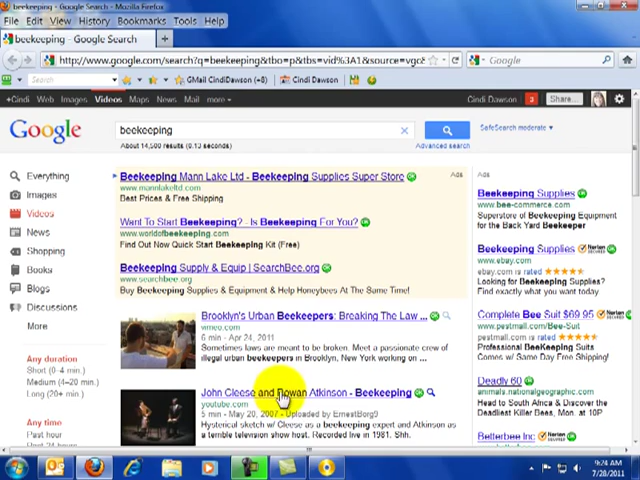 beekeeping - Google Search - Mozilla Firefox
File Edit View History Bookmarks Tools Help
beekeeping - Google Search
http://www.google.com/search?q=beekeeping&tbo=p&tbs=vid%3A1&source=vgc&
Google
Search
GMail CindiDawson (+8)
Cindi Dawson
+Cindi Web Images Videos Maps News Mail more
Cindi Dawson 3 Share...
Google
beekeeping
SafeSearch moderate
About 14,500 results (0.13 seconds)
Advanced search
Everything
Images
Videos
News
Shopping
Books
Blogs
Discussions
More
Any duration
Short (0–4 min.)
Medium (4–20 min.)
Long (20+ min.)
Any time
Past hour
Beekeeping Mann Lake Ltd - Beekeeping Supplies Super Store
Ads
www.mannlakeltd.com
Best Prices & Free Shipping
Want To Start Beekeeping? - Is Beekeeping For You?
www.worldofbeekeeping.com
Find Out Now Quick Start Beekeeping Kit (Free)
Beekeeping Supply & Equip | SearchBee.org
www.searchbee.org
Buy Beekeeping Supplies & Equipment & Help Honeybees At The Same Time!
Brooklyn's Urban Beekeepers: Breaking The Law ...
vimeo.com
6 min - Apr 24, 2011
Sometimes laws are meant to be broken. Meet a passionate crew of
illegal urban beekeepers in Brooklyn, New York working on ...
John Cleese and Rowan Atkinson - Beekeeping
youtube.com
5 min - May 20, 2007 - Uploaded by ErnestBorg9
Hysterical sketch w/ Cleese as a beekeeping expert and Atkinson as
a terrible television show host. Recorded live in 1981. Shh.
Ads
Beekeeping Supplies
www.bee-commerce.com
Superstore of Beekeeping Equipment
for the Back Yard Beekeeper
Beekeeping Supplies
Norton
www.ebay.com
ebay.com is rated
Looking for Beekeeping Supplies?
Find exactly what you want today
Complete Bee Suit $69.95
Norton
www.pestmall.com/Bee-Suit
Professional Beekeeping Suits
Comes w/ Same Day Free Shipping!
Deadly 60
animals.nationalgeographic.com
Head to South Africa & Discover the
Deadliest Killer Bees, Mon. at 10P
Betterbee Inc
9:24 AM
7/28/2011